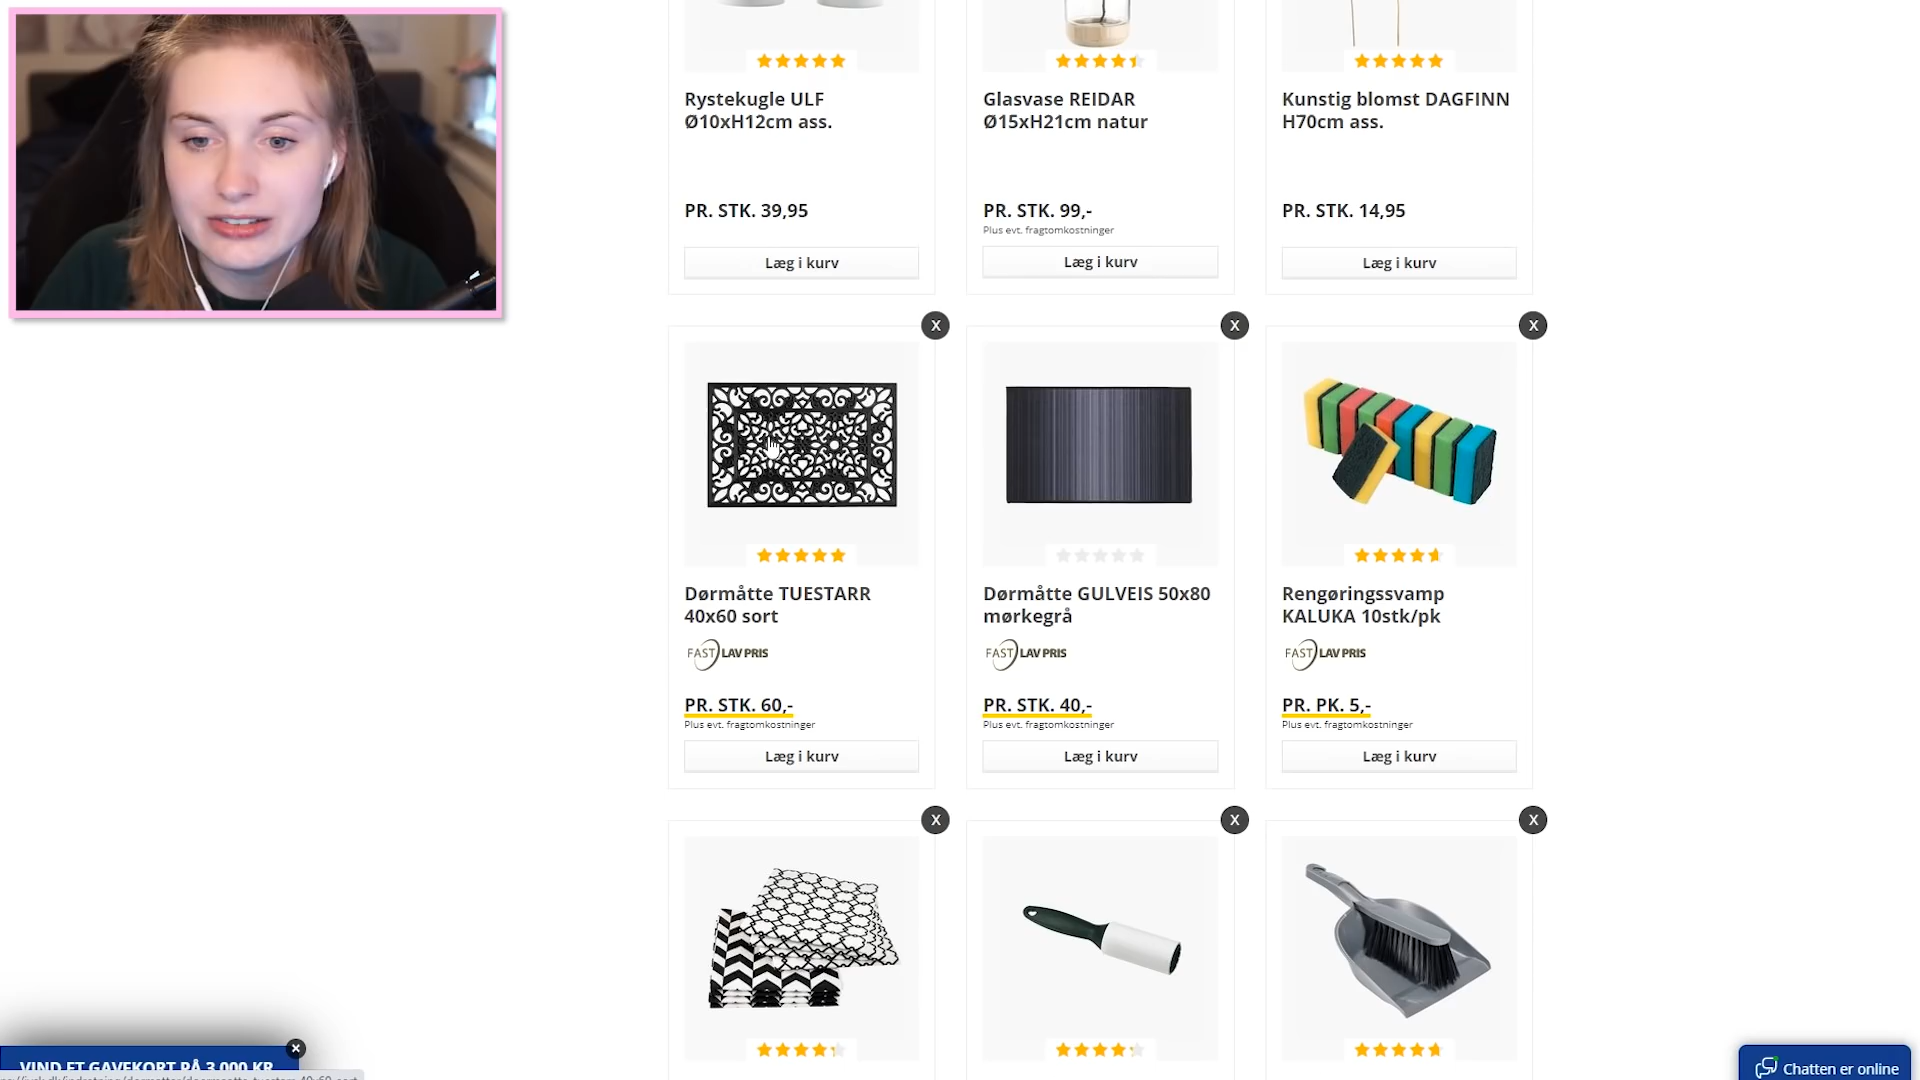 Rystekugle ULF
Ø10xH12cm ass.
PR. STK. 39,95
Læg i kurv
Glasvase REIDAR
Ø15xH21cm natur
PR. STK. 99,-
Plus evt. fragtomkostninger
Læg i kurv
Kunstig blomst DAGFINN
H70cm ass.
PR. STK. 14,95
Læg i kurv
X
X
X
Dørmåtte TUESTARR
40x60 sort
FAST LAV PRIS
PR. STK. 60,-
Plus evt. fragtomkostninger
Læg i kurv
Dørmåtte GULVEIS 50x80
mørkegrå
FAST LAV PRIS
PR. STK. 40,-
Plus evt. fragtomkostninger
Læg i kurv
Rengøringssvamp
KALUKA 10stk/pk
FAST LAV PRIS
PR. PK. 5,-
Plus evt. fragtomkostninger
Læg i kurv
X
X
X
VIND ET GAVEKORT PÅ 3.000 KR
Chatten er online